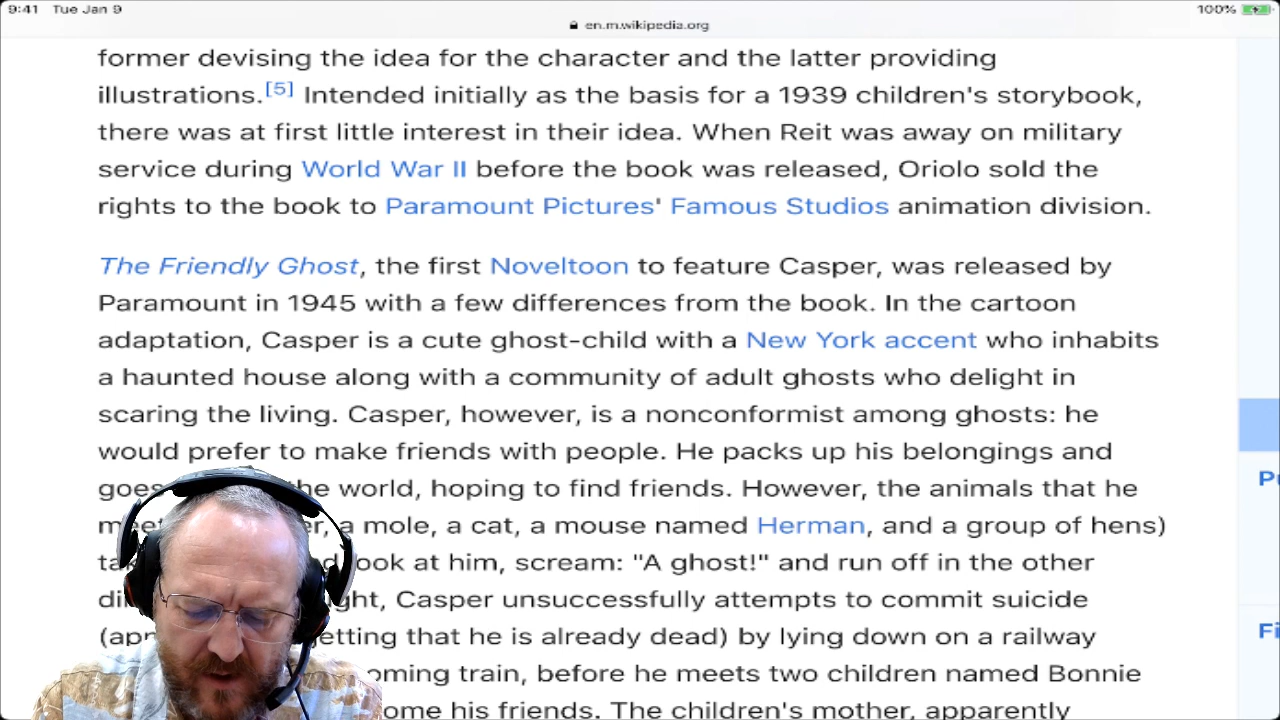 9:41 Tue Jan 9
100%
en.m.wikipedia.org
former devising the idea for the character and the latter providing
illustrations.[5] Intended initially as the basis for a 1939 children's storybook,
there was at first little interest in their idea. When Reit was away on military
service during World War II before the book was released, Oriolo sold the
rights to the book to Paramount Pictures' Famous Studios animation division.
The Friendly Ghost, the first Noveltoon to feature Casper, was released by
Paramount in 1945 with a few differences from the book. In the cartoon
adaptation, Casper is a cute ghost-child with a New York accent who inhabits
a haunted house along with a community of adult ghosts who delight in
scaring the living. Casper, however, is a nonconformist among ghosts: he
would prefer to make friends with people. He packs up his belongings and
goes the world, hoping to find friends. However, the animals that he
a mole, a cat, a mouse named Herman, and a group of hens)
look at him, scream: "A ghost!" and run off in the other
Casper unsuccessfully attempts to commit suicide
that he is already dead) by lying down on a railway
train, before he meets two children named Bonnie
his friends. The children's mother, apparently